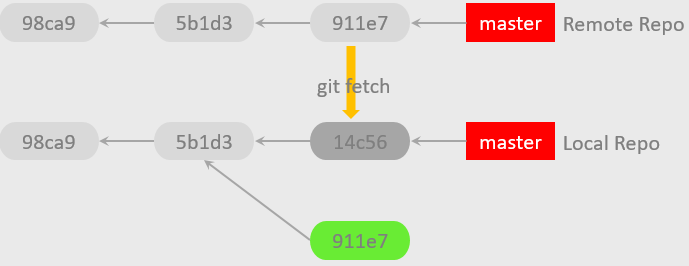 98ca9 5b1d3 911e7 master Remote Repo
git fetch
98ca9 5b1d3 14c56 master Local Repo
911e7